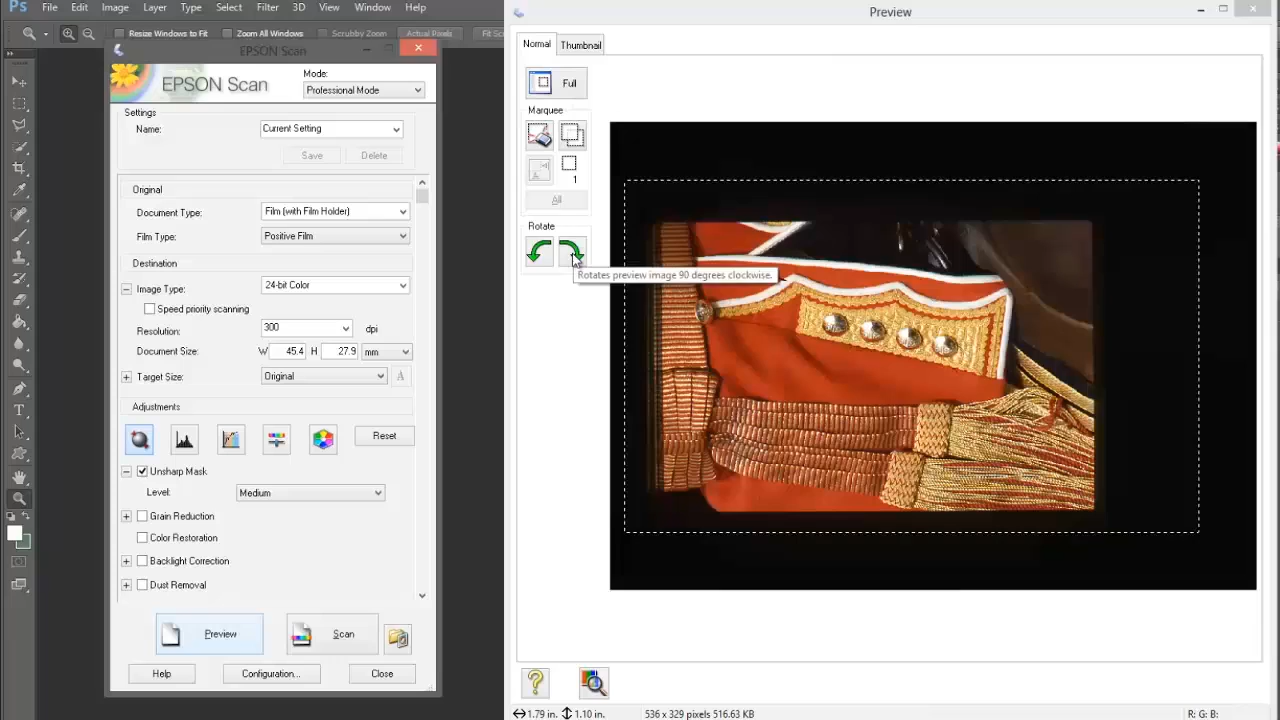 Ps File Edit Image Layer Type Select Filter 3D View Window Help
Resize Windows to Fit Zoom All Windows Scrubby Zoom Actual Pixels Fit Scr
EPSON Scan
EPSON Scan
Mode:
Professional Mode
Settings
Name: Current Setting
Save Delete
Original
Document Type: Film (with Film Holder)
Film Type: Positive Film
Destination
Image Type: 24-bit Color
Speed priority scanning
Resolution: 300 dpi
Document Size: W 45.4 H 27.9 mm
Target Size: Original A
Adjustments
Reset
Unsharp Mask
Level: Medium
Grain Reduction
Color Restoration
Backlight Correction
Dust Removal
Preview Scan
Help Configuration... Close
Preview
Normal Thumbnail
Full
Marquee
1
All
Rotate
Rotates preview image 90 degrees clockwise.
1.79 in. 1.10 in. 536 x 329 pixels 516.63 KB R: G: B: